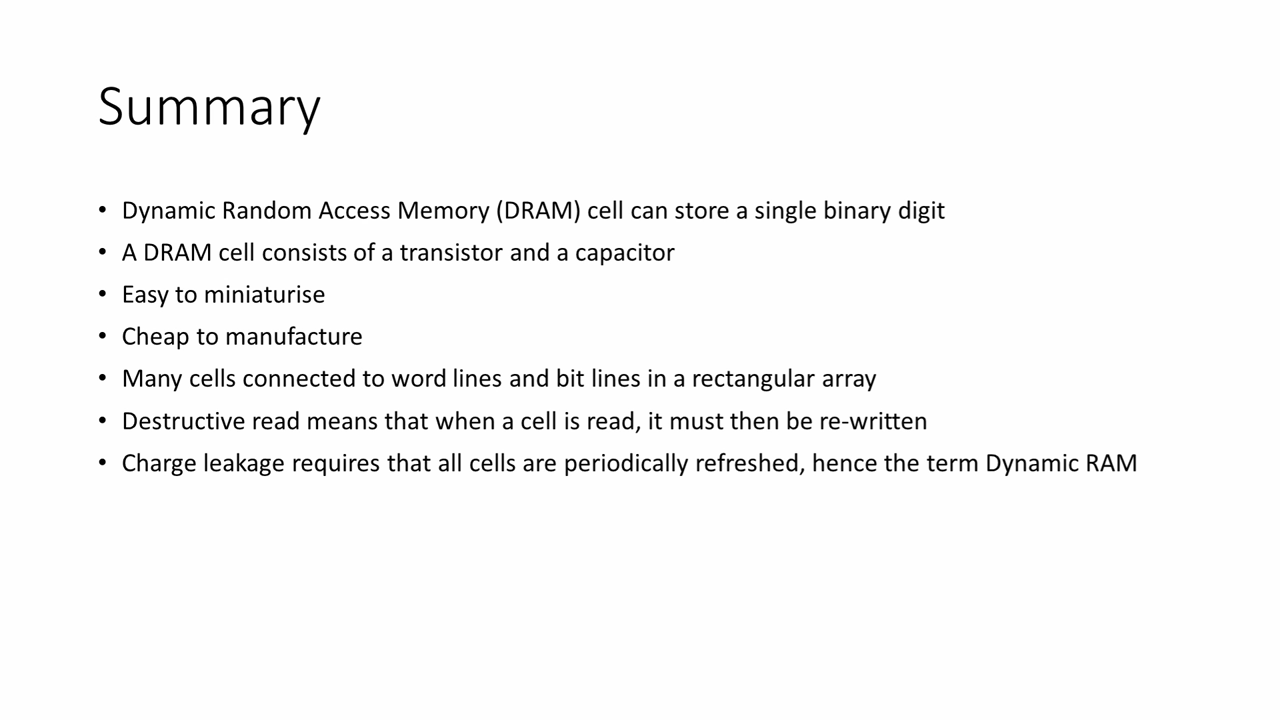 Summary
• Dynamic Random Access Memory (DRAM) cell can store a single binary digit
• A DRAM cell consists of a transistor and a capacitor
• Easy to miniaturise
• Cheap to manufacture
• Many cells connected to word lines and bit lines in a rectangular array
• Destructive read means that when a cell is read, it must then be re-written
• Charge leakage requires that all cells are periodically refreshed, hence the term Dynamic RAM